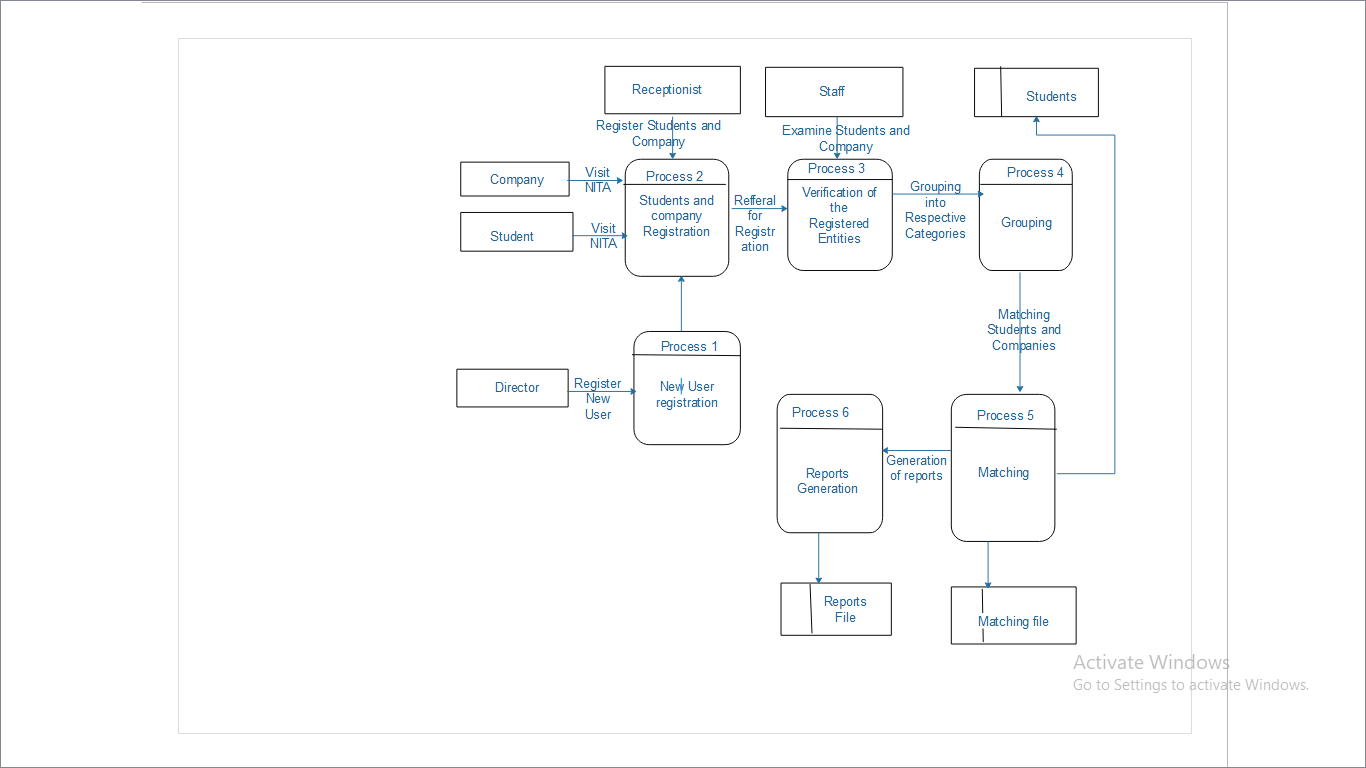 Receptionist
Staff
Students
Register Students and
Company
Examine Students and
Company
Company
Visit
NITA
Process 2
Students and
company
Registration
Process 3
Verification of
the
Registered
Entities
Process 4
Grouping
Student
Visit
NITA
Refferal
for
Registr
ation
Grouping
into
Respective
Categories
Matching
Students and
Companies
Director
Register
New
User
Process 1
New User
registration
Process 6
Reports
Generation
Generation
of reports
Process 5
Matching
Reports
File
Matching file
Activate Windows
Go to Settings to activate Windows.